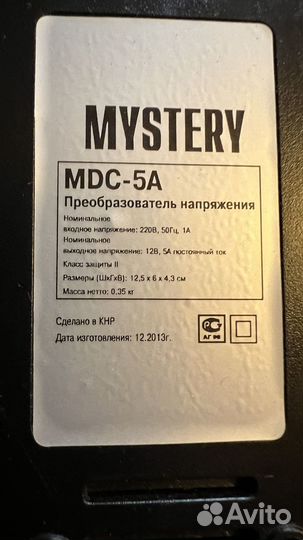 MYSTERY
MDC-5A
Преобразователь напряжения
Номинальное
входное напряжение: 220В, 50Гц, 1А
Номинальное
выходное напряжение: 12В, 5А постоянный ток
Класс защиты II
Размеры (ШхГхВ): 12,5 х 6 х 4,3 см
Масса нетто: 0,35 кг
Сделано в КНР
Дата изготовления: 12.2013г.
АГ 98
Avito